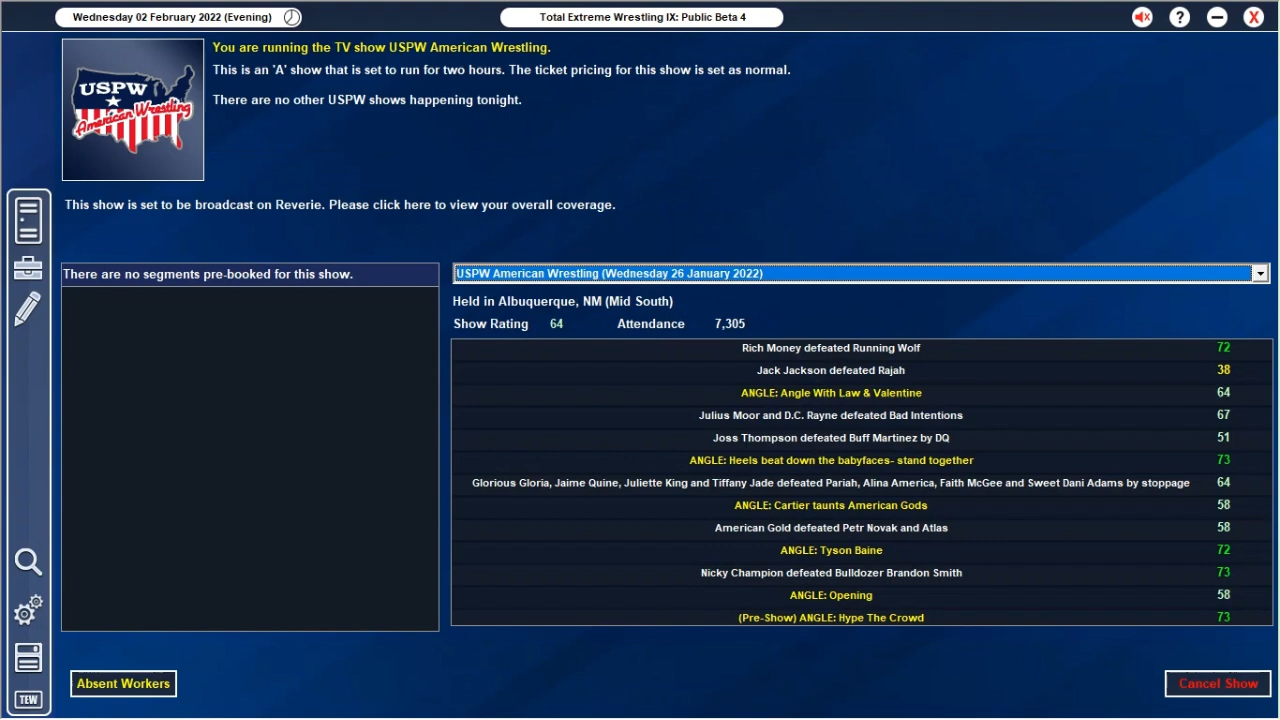 Wednesday 02 February 2022 (Evening)
Total Extreme Wrestling IX: Public Beta 4
?
X
USPW
American Wrestling
You are running the TV show USPW American Wrestling.
This is an 'A' show that is set to run for two hours. The ticket pricing for this show is set as normal.
There are no other USPW shows happening tonight.
This show is set to be broadcast on Reverie. Please click here to view your overall coverage.
There are no segments pre-booked for this show.
USPW American Wrestling (Wednesday 26 January 2022)
Held in Albuquerque, NM (Mid South)
Show Rating 64 Attendance 7,305
Rich Money defeated Running Wolf 72
Jack Jackson defeated Rajah 38
ANGLE: Angle With Law & Valentine 64
Julius Moor and D.C. Rayne defeated Bad Intentions 67
Joss Thompson defeated Buff Martinez by DQ 51
ANGLE: Heels beat down the babyfaces- stand together 73
Glorious Gloria, Jaime Quine, Juliette King and Tiffany Jade defeated Pariah, Alina America, Faith McGee and Sweet Dani Adams by stoppage 64
ANGLE: Cartier taunts American Gods 58
American Gold defeated Petr Novak and Atlas 58
ANGLE: Tyson Baine 72
Nicky Champion defeated Bulldozer Brandon Smith 73
ANGLE: Opening 58
(Pre-Show) ANGLE: Hype The Crowd 73
TEW
Absent Workers
Cancel Show